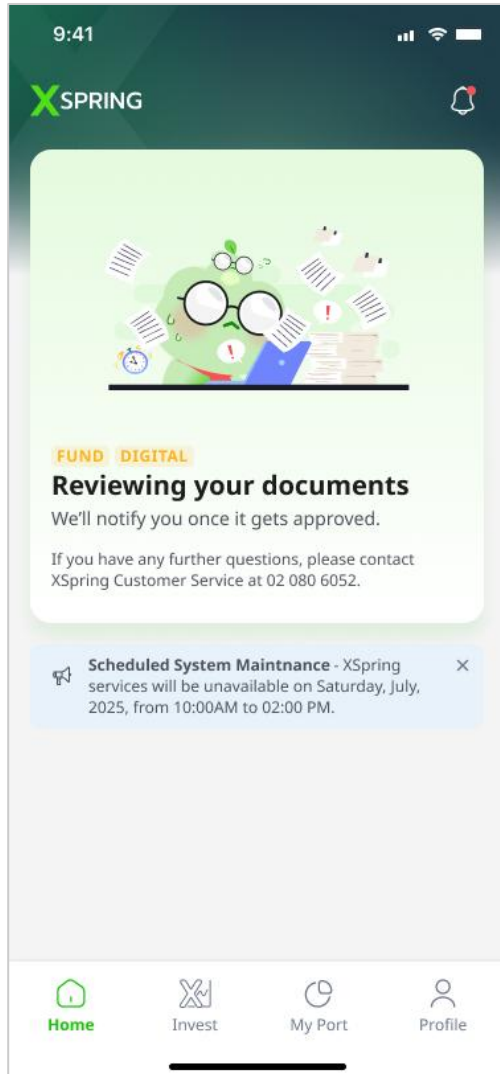 9:41
XSPRING
FUND DIGITAL
Reviewing your documents
We'll notify you once it gets approved.
If you have any further questions, please contact
XSpring Customer Service at 02 080 6052.
Scheduled System Maintnance - XSpring
services will be unavailable on Saturday, July,
2025, from 10:00AM to 02:00 PM.
Home Invest My Port Profile